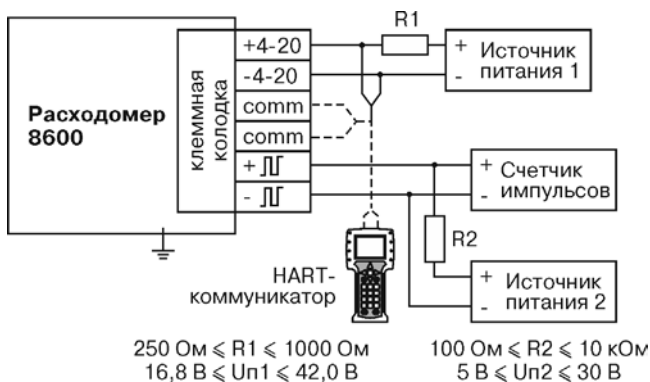 R1
+4-20
+
Источник
питания 1
-4-20
-
Расходомер
8600
клеммная
колодка
comm
comm
+
+
Счетчик
импульсов
-
-
R2
HART-
коммуникатор
+
Источник
питания 2
-
250 Ом ⩽ R1 ⩽ 1000 Ом
100 Ом ⩽ R2 ⩽ 10 кОм
16,8 В ⩽ Uп1 ⩽ 42,0 В
5 В ⩽ Uп2 ⩽ 30 В